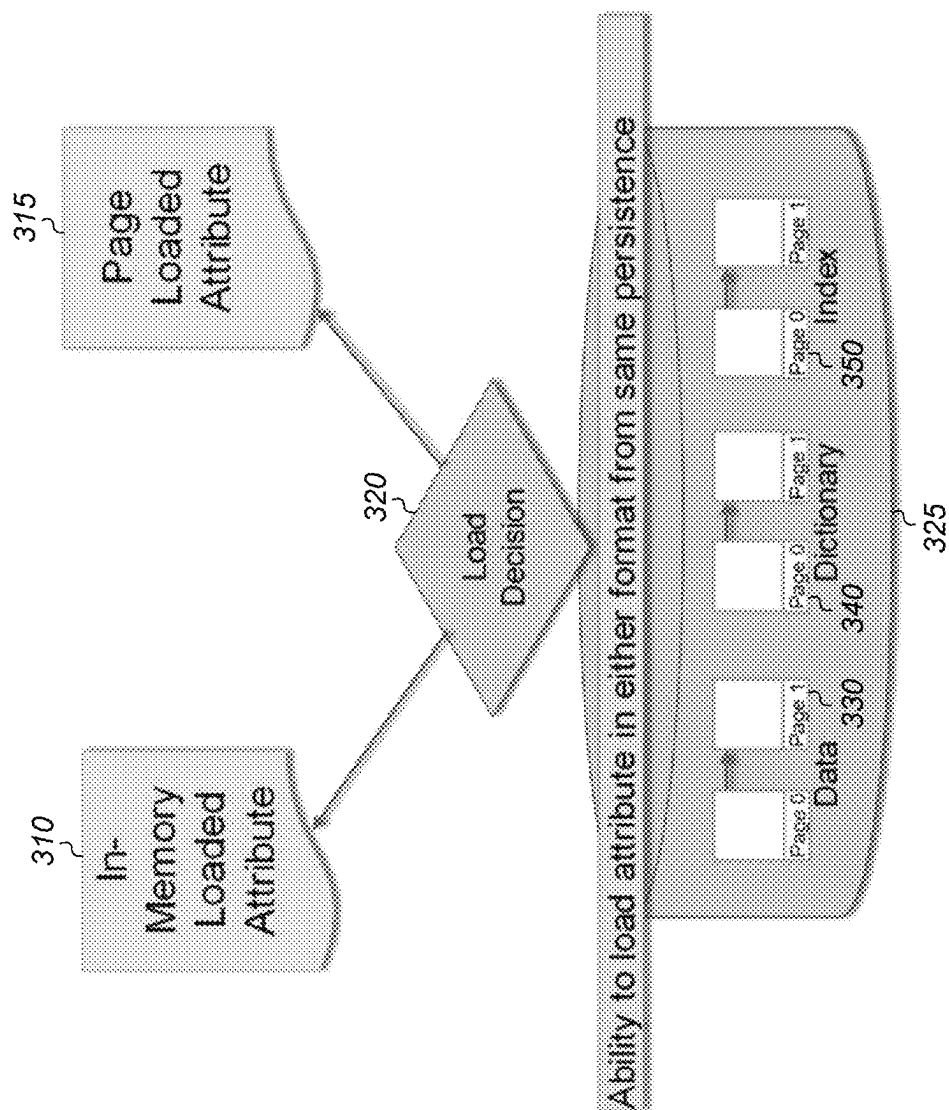 310
In-
Memory
Loaded
Attribute
315
Page
Loaded
Attribute
320
Load
Decision
Ability to load attribute in either format from same persistence
Page 0
Page 1
Data
330
Page 0
Page 1
Dictionary
340
Page 0
Page 1
Index
350
325